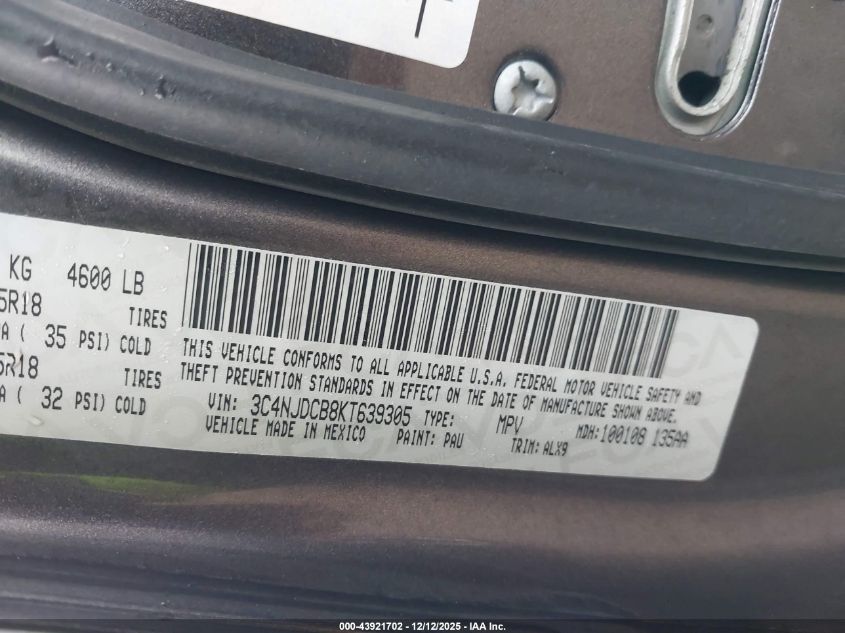 KG 4600 LB
5R18 TIRES
A ( 35 PSI) COLD
5R18 TIRES
A ( 32 PSI) COLD
THIS VEHICLE CONFORMS TO ALL APPLICABLE U.S.A. FEDERAL MOTOR VEHICLE SAFETY AND
THEFT PREVENTION STANDARDS IN EFFECT ON THE DATE OF MANUFACTURE SHOWN ABOVE.
VIN: 3C4NJDCB8KT639305 TYPE: MPV MDH:100108 135AA
VEHICLE MADE IN MEXICO PAINT: PAU TRIM: ALX9
000-43921702 - 12/12/2025 - IAA Inc.